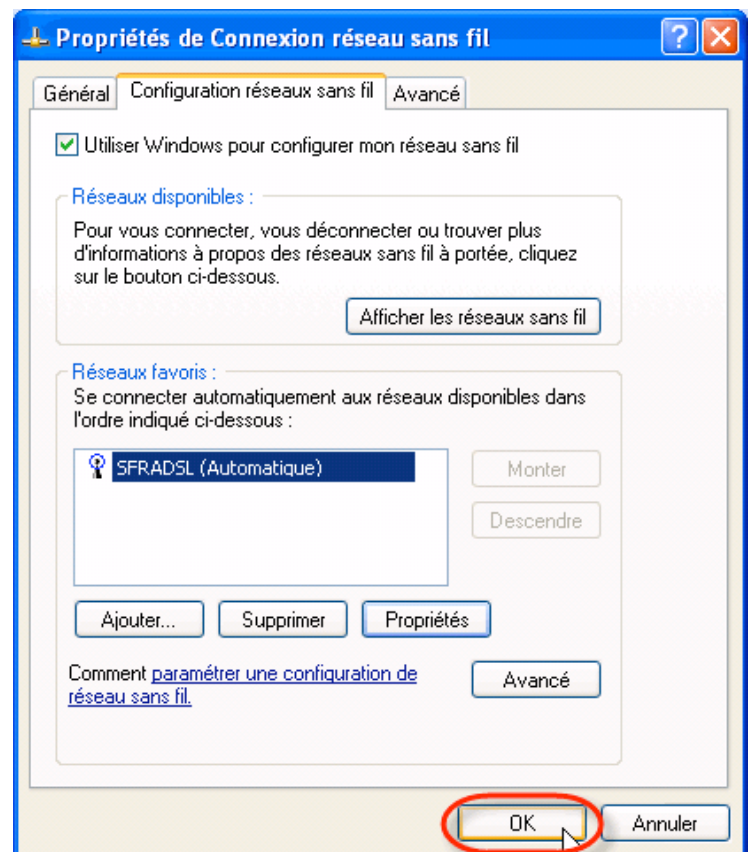 Propriétés de Connexion réseau sans fil
Général Configuration réseaux sans fil Avancé
Utiliser Windows pour configurer mon réseau sans fil
Réseaux disponibles :
Pour vous connecter, vous déconnecter ou trouver plus
d'informations à propos des réseaux sans fil à portée, cliquez
sur le bouton ci-dessous.
Afficher les réseaux sans fil
Réseaux favoris :
Se connecter automatiquement aux réseaux disponibles dans
l'ordre indiqué ci-dessous :
SFRADSL (Automatique)
Monter
Descendre
Ajouter... Supprimer Propriétés
Comment paramétrer une configuration de
réseau sans fil.
Avancé
OK Annuler